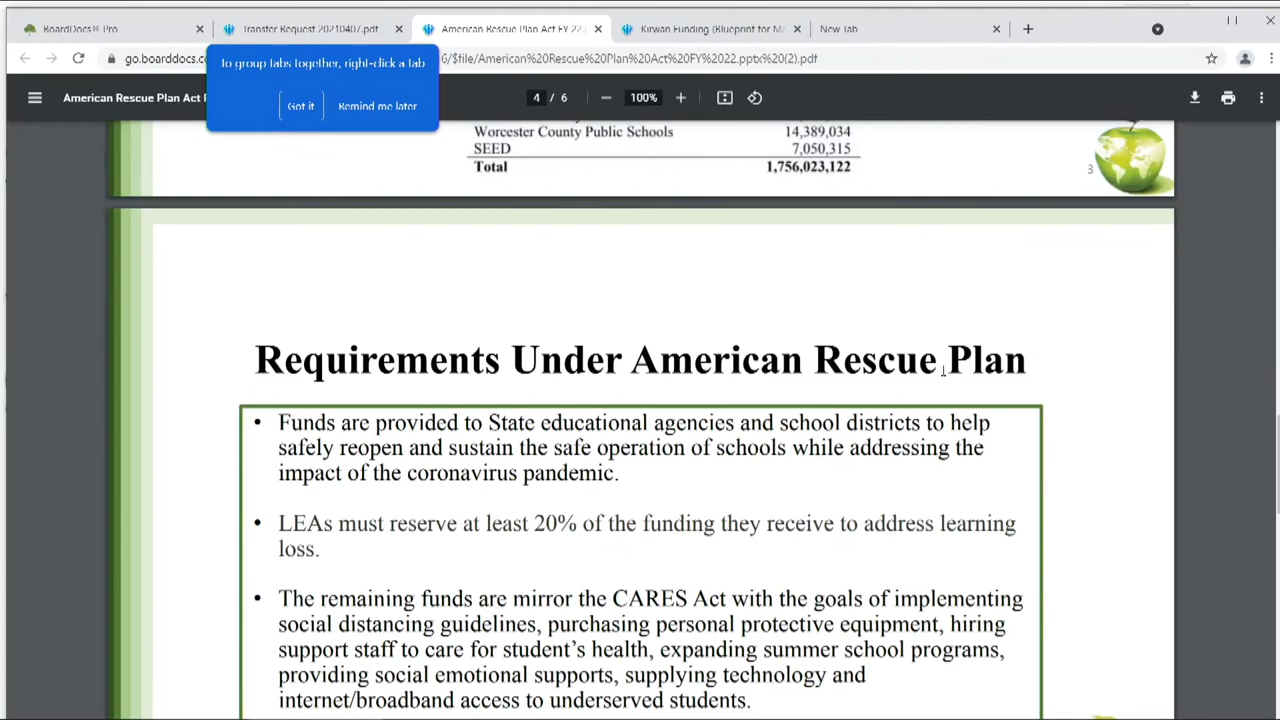 BoardDocs® Pro
Transfer Request 20210407.pdf
American Rescue Plan Act FY 22.
Kirwan Funding (Blueprint for Ma
New Tab
go.boarddocs.co
6/$file/American%20Rescue%20Plan%20Act%20FY%2022.pptx%20(2).pdf
To group tabs together, right-click a tab
Got it
Remind me later
American Rescue Plan Act F
4 / 6
100%
Worcester County Public Schools 14,389,034
SEED 7,050,315
Total 1,756,023,122
3
Requirements Under American Rescue Plan
• Funds are provided to State educational agencies and school districts to help
safely reopen and sustain the safe operation of schools while addressing the
impact of the coronavirus pandemic.
• LEAs must reserve at least 20% of the funding they receive to address learning
loss.
• The remaining funds are mirror the CARES Act with the goals of implementing
social distancing guidelines, purchasing personal protective equipment, hiring
support staff to care for student’s health, expanding summer school programs,
providing social emotional supports, supplying technology and
internet/broadband access to underserved students.